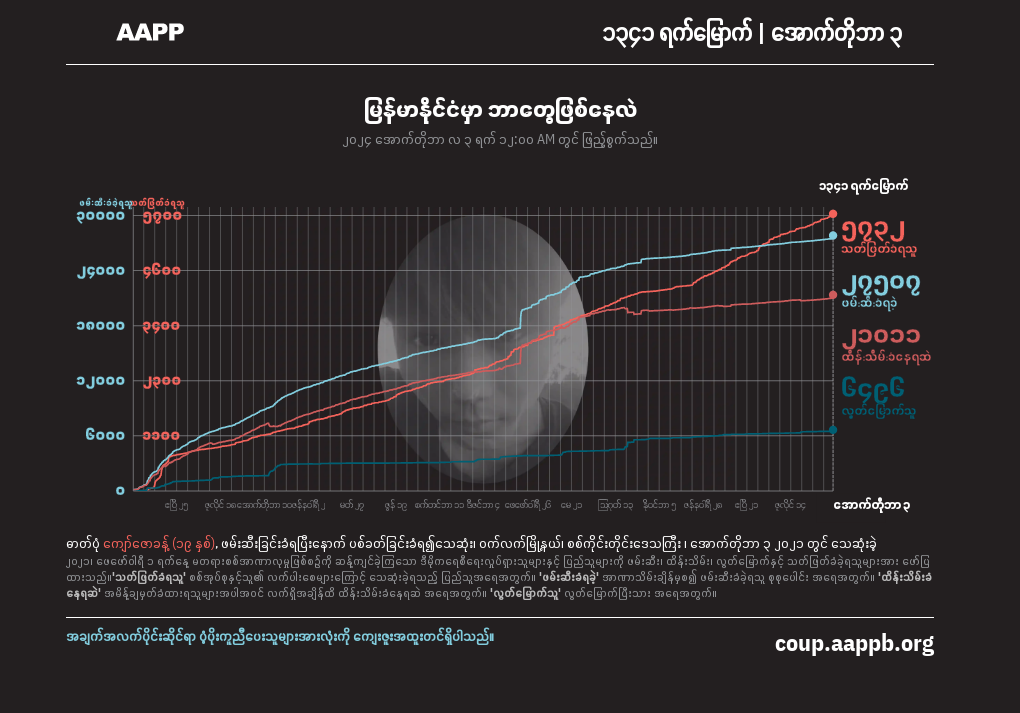 AAPP
၁၃၄၁ ရက်မြောက် | အောက်တိုဘာ ၃
မြန်မာနိုင်ငံမှာ ဘာတွေဖြစ်နေလဲ
၂၀၂၄ အောက်တိုဘာ လ ၃ ရက် ၁၂:၀၀ AM တွင် ဖြည့်စွက်သည်။
၁၃၄၁ ရက်မြောက်
ဖမ်းဆီးခံခဲ့ရသူ
သတ်ဖြတ်ခံရသူ
၃၀၀၀၀ ၅၇၀၀
၂၄၀၀၀ ၄၆၀၀
၁၈၀၀၀ ၃၄၀၀
၁၂၀၀၀ ၂၃၀၀
၆၀၀၀ ၁၁၀၀
၀
၅၇၃၂
သတ်ဖြတ်ခံရသူ
၂၇၅၀၇
ဖမ်းဆီးခံရခဲ့
၂၁၀၁၁
ထိန်းသိမ်းခံနေရဆဲ
၆၄၉၆
လွတ်မြောက်သူ
ဧပြီ ၂၅ ဇူလိုင် ၁၈ အောက်တိုဘာ ၁၀ ဇန်နဝါရီ ၂ မတ် ၂၇ ဇွန် ၁၉ စက်တင်ဘာ ၁၁ ဒီဇင်ဘာ ၄ ဖေဖော်ဝါရီ ၂၆ မေ ၂၁ ဩဂုတ် ၁၃ နိုဝင်ဘာ ၅ ဇန်နဝါရီ ၂၈ ဧပြီ ၂၁ ဇူလိုင် ၁၄ အောက်တိုဘာ ၃
ဓာတ်ပုံ ကျော်ဇောခန့် (၁၉ နှစ်), ဖမ်းဆီးခြင်းခံရပြီးနောက် ပစ်ခတ်ခြင်းခံရ၍သေဆုံး၊ ဝက်လက်မြို့နယ်၊ စစ်ကိုင်းတိုင်းဒေသကြီး ၊ အောက်တိုဘာ ၃ ၂၀၂၁ တွင် သေဆုံးခဲ့
၂၀၂၁၊ ဖေဖော်ဝါရီ ၁ ရက်နေ့ မတရားစစ်အာဏာလုမှုဖြစ်စဉ်ကို ဆန့်ကျင်ခဲ့ကြသော ဒီမိုကရေစီရေးလှုပ်ရှားသူများနှင့် ပြည်သူများကို ဖမ်းဆီး၊ ထိန်းသိမ်း၊ လွတ်မြောက်နှင့် သတ်ဖြတ်ခံခဲ့ရသူများအား ဖော်ပြ
ထားသည်။'သတ်ဖြတ်ခံရသူ' စစ်အုပ်စုနှင့်သူ၏ လက်ပါးစေများကြောင့် သေဆုံးခဲ့ရသည့် ပြည်သူအရေအတွက်။ 'ဖမ်းဆီးခံရခဲ့' အာဏာသိမ်းချိန်မှစ၍ ဖမ်းဆီးခံခဲ့ရသူ စုစုပေါင်း အရေအတွက်။ 'ထိန်းသိမ်းခံ
နေရဆဲ' အမိန့်ချမှတ်ခံထားရသူများအပါအဝင် လက်ရှိအချိန်ထိ ထိန်းသိမ်းခံနေရဆဲ အရေအတွက်။ 'လွတ်မြောက်သူ' လွတ်မြောက်ပြီးသား အရေအတွက်။
အချက်အလက်ပိုင်းဆိုင်ရာ ပံ့ပိုးကူညီပေးသူများအားလုံးကို ကျေးဇူးအထူးတင်ရှိပါသည်။
coup.aappb.org